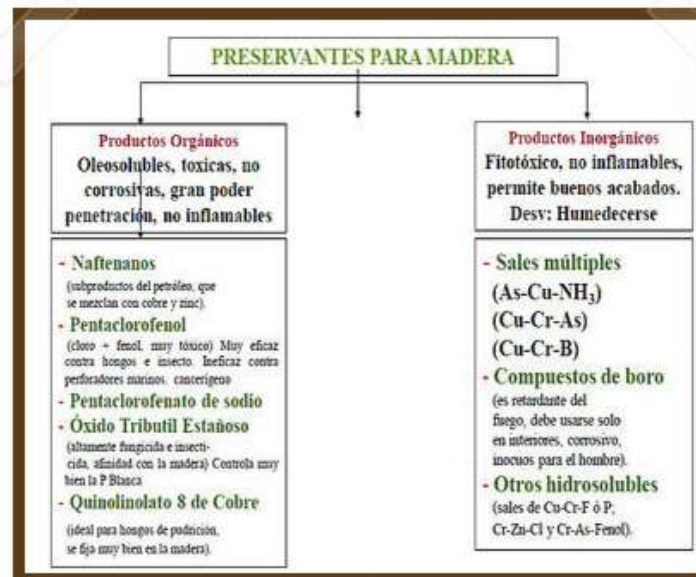 PRESERVANTES PARA MADERA
Productos Orgánicos
Oleosolubles, toxicas, no
corrosivas, gran poder
penetración, no inflamables
- Naftenanos
(subproductos del petróleo, que
se mezclan con cobre y zinc).
- Pentaclorofenol
(cloro + fenol, muy tóxico) Muy eficaz
contra hongos e insecto. Ineficaz contra
perforadores marinos. cancerígeno
- Pentaclorofenato de sodio
- Óxido Tributil Estañoso
(altamente fungicida e insecti-
cida, afinidad con la madera) Controla muy
bien la P Blanca
- Quinolinolato 8 de Cobre
(ideal para hongos de pudrición,
se fija muy bien en la madera).
Productos Inorgánicos
Fitotóxico, no inflamables,
permite buenos acabados.
Desv: Humedecerse
- Sales múltiples
(As-Cu-NH₃)
(Cu-Cr-As)
(Cu-Cr-B)
- Compuestos de boro
(es retardante del
fuego, debe usarse solo
en interiores, corrosivo,
inocuos para el hombre).
- Otros hidrosolubles
(sales de Cu-Cr-F ó P;
Cr-Zn-Cl y Cr-As-Fenol).